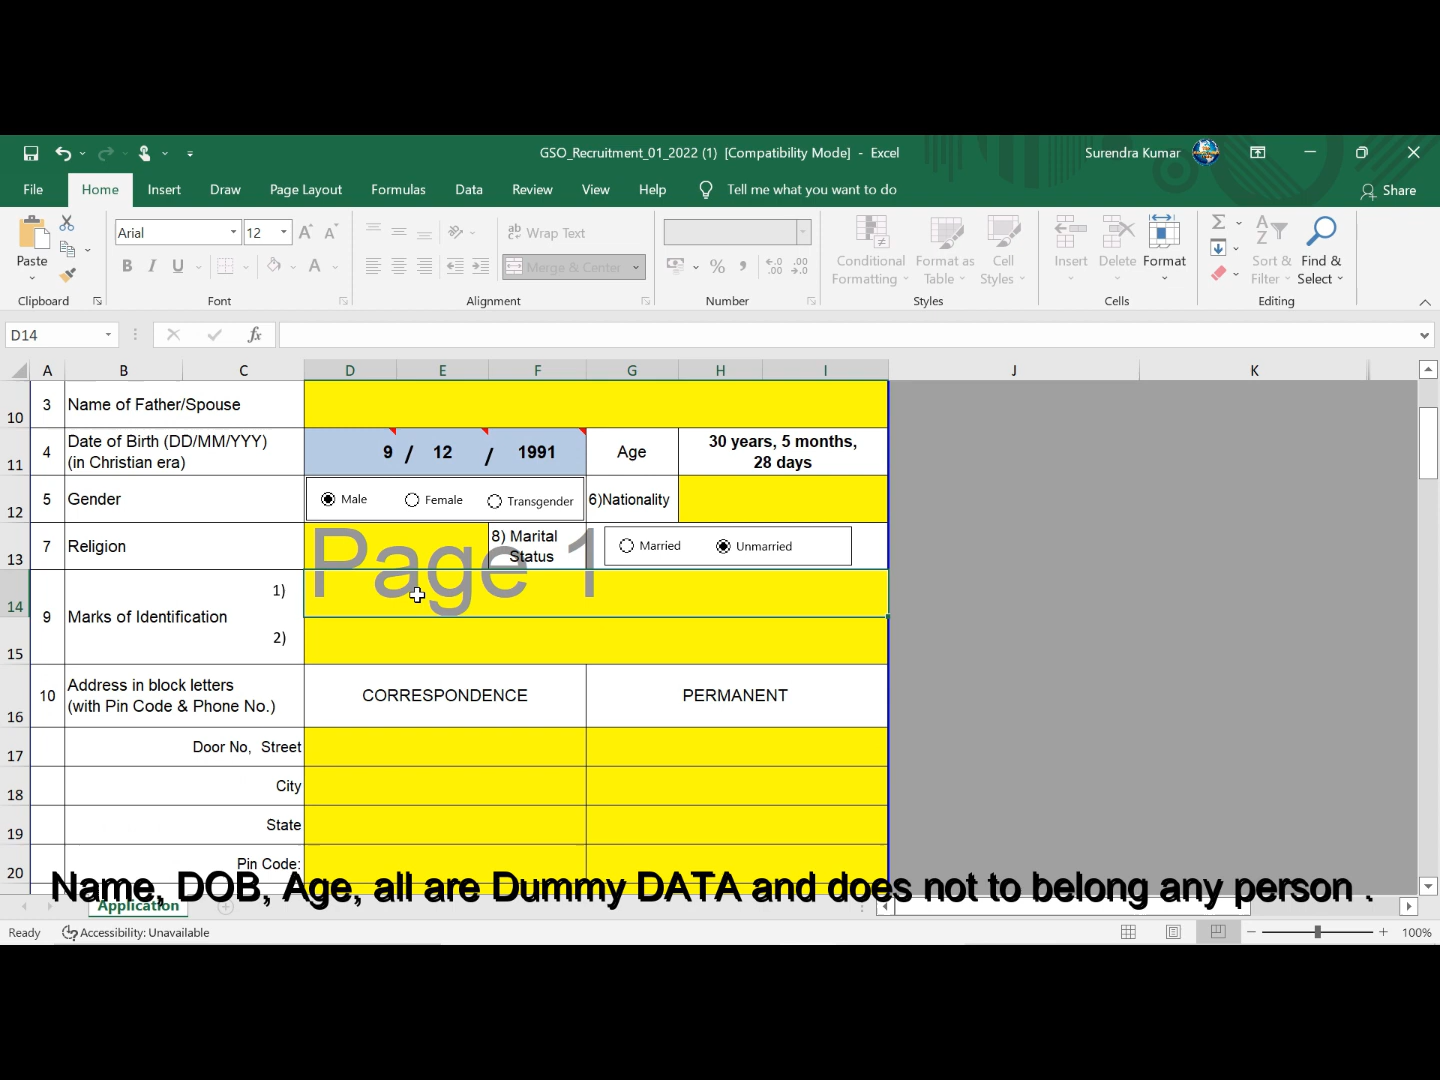 GSO_Recruitment_01_2022 (1) [Compatibility Mode] - Excel
Surendra Kumar
File Home Insert Draw Page Layout Formulas Data Review View Help Tell me what you want to do
Share
Arial 12
Wrap Text
Paste
Merge & Center
Conditional Formatting
Format as Table
Cell Styles
Insert Delete Format
Sort & Filter
Find & Select
Clipboard Font Alignment Number Styles Cells Editing
D14
fx
A B C D E F G H I J K
10 3 Name of Father/Spouse
11 4 Date of Birth (DD/MM/YYY)
(in Christian era)
9 / 12 / 1991 Age 30 years, 5 months,
28 days
12 5 Gender Male Female Transgender 6)Nationality
13 7 Religion 8) Marital
Status Married Unmarried
Page 1
14 1)
9 Marks of Identification
15 2)
16 10 Address in block letters
(with Pin Code & Phone No.)
CORRESPONDENCE PERMANENT
17 Door No, Street
18 City
19 State
20 Pin Code:
Name, DOB, Age, all are Dummy DATA and does not to belong any person .
Application
Ready Accessibility: Unavailable
100%